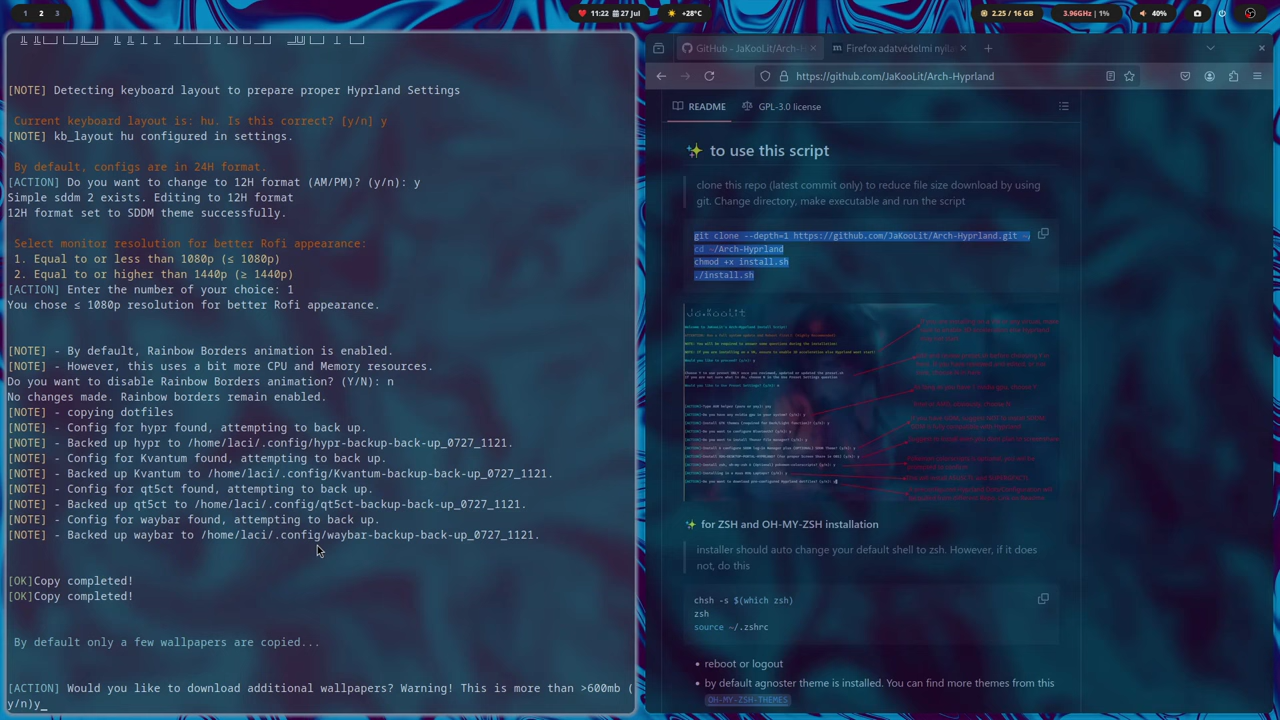 1 2 3
11:22 27 Jul
+28°C
2.25 / 16 GB
3.96GHz | 1%
40%
[NOTE] Detecting keyboard layout to prepare proper Hyprland Settings
Current keyboard layout is: hu. Is this correct? [y/n] y
[NOTE] kb_layout hu configured in settings.
By default, configs are in 24H format.
[ACTION] Do you want to change to 12H format (AM/PM)? (y/n): y
Simple sddm 2 exists. Editing to 12H format
12H format set to SDDM theme successfully.
Select monitor resolution for better Rofi appearance:
1. Equal to or less than 1080p (≤ 1080p)
2. Equal to or higher than 1440p (≥ 1440p)
[ACTION] Enter the number of your choice: 1
You chose ≤ 1080p resolution for better Rofi appearance.
[NOTE] - By default, Rainbow Borders animation is enabled.
[NOTE] - However, this uses a bit more CPU and Memory resources.
Do you want to disable Rainbow Borders animation? (Y/N): n
No changes made. Rainbow borders remain enabled.
[NOTE] - copying dotfiles
[NOTE] - Config for hypr found, attempting to back up.
[NOTE] - Backed up hypr to /home/laci/.config/hypr-backup-back-up_0727_1121.
[NOTE] - Config for Kvantum found, attempting to back up.
[NOTE] - Backed up Kvantum to /home/laci/.config/Kvantum-backup-back-up_0727_1121.
[NOTE] - Config for qt5ct found, attempting to back up.
[NOTE] - Backed up qt5ct to /home/laci/.config/qt5ct-backup-back-up_0727_1121.
[NOTE] - Config for waybar found, attempting to back up.
[NOTE] - Backed up waybar to /home/laci/.config/waybar-backup-back-up_0727_1121.
[OK]Copy completed!
[OK]Copy completed!
By default only a few wallpapers are copied...
[ACTION] Would you like to download additional wallpapers? Warning! This is more than >600mb (
y/n)y_
GitHub - JaKooLit/Arch-H
Firefox adatvédelmi nyila
https://github.com/JaKooLit/Arch-Hyprland
README
GPL-3.0 license
✨ to use this script
clone this repo (latest commit only) to reduce file size download by using
git. Change directory, make executable and run the script
git clone --depth=1 https://github.com/JaKooLit/Arch-Hyprland.git ~/
cd ~/Arch-Hyprland
chmod +x install.sh
./install.sh
✨ for ZSH and OH-MY-ZSH installation
installer should auto change your default shell to zsh. However, if it does
not, do this
chsh -s $(which zsh)
zsh
source ~/.zshrc
• reboot or logout
• by default agnoster theme is installed. You can find more themes from this
OH-MY-ZSH-THEMES